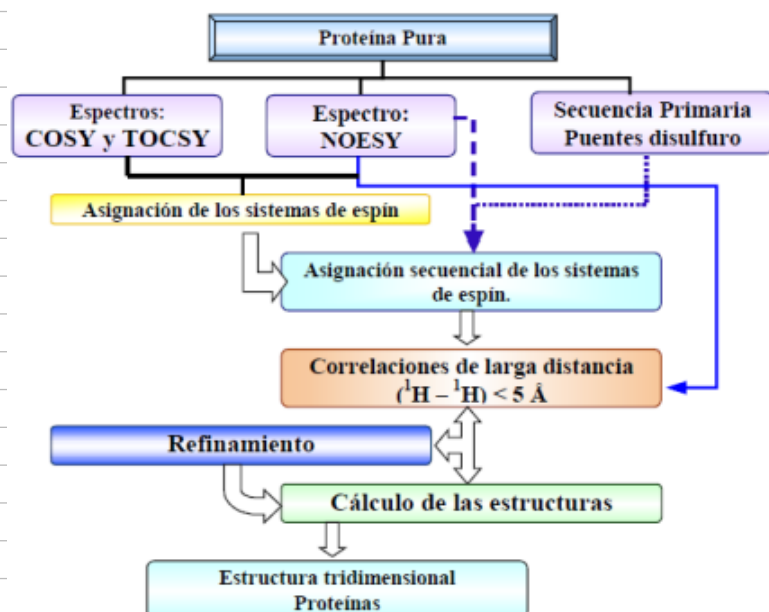 Proteína Pura
Espectros:
COSY y TOCSY
Espectro:
NOESY
Secuencia Primaria
Puentes disulfuro
Asignación de los sistemas de espín
Asignación secuencial de los sistemas
de espín.
Correlaciones de larga distancia
(¹H – ¹H) < 5 Å
Refinamiento
Cálculo de las estructuras
Estructura tridimensional
Proteínas